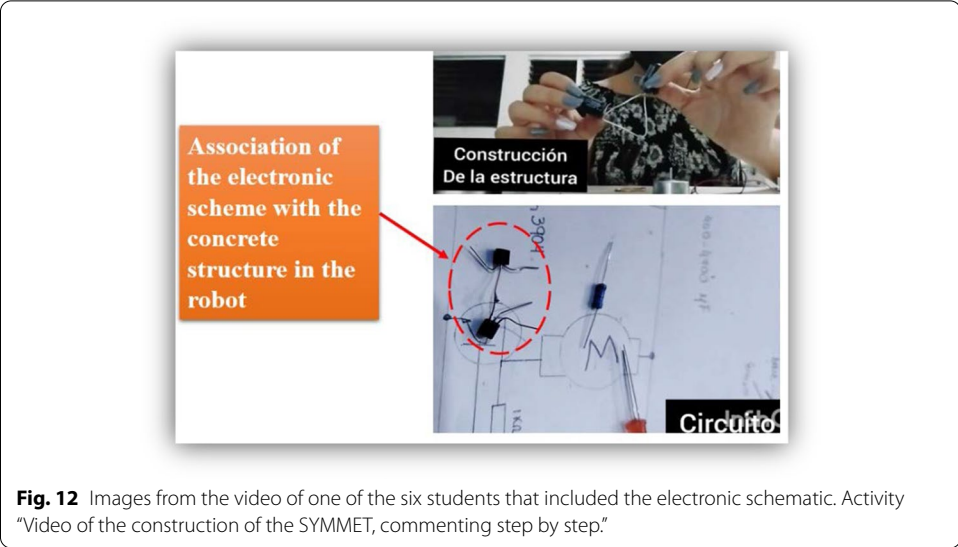 Association of
the electronic
scheme with the
concrete
structure in the
robot
Construcción
De la estructura
3904
M
1KΩ
Circuito
Fig. 12 Images from the video of one of the six students that included the electronic schematic. Activity
“Video of the construction of the SYMMET, commenting step by step.”